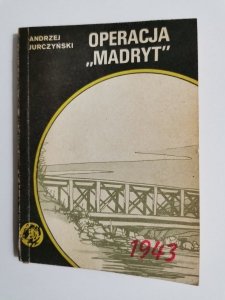 ANDRZEJ
JURCZYŃSKI
OPERACJA
„MADRYT”
1943